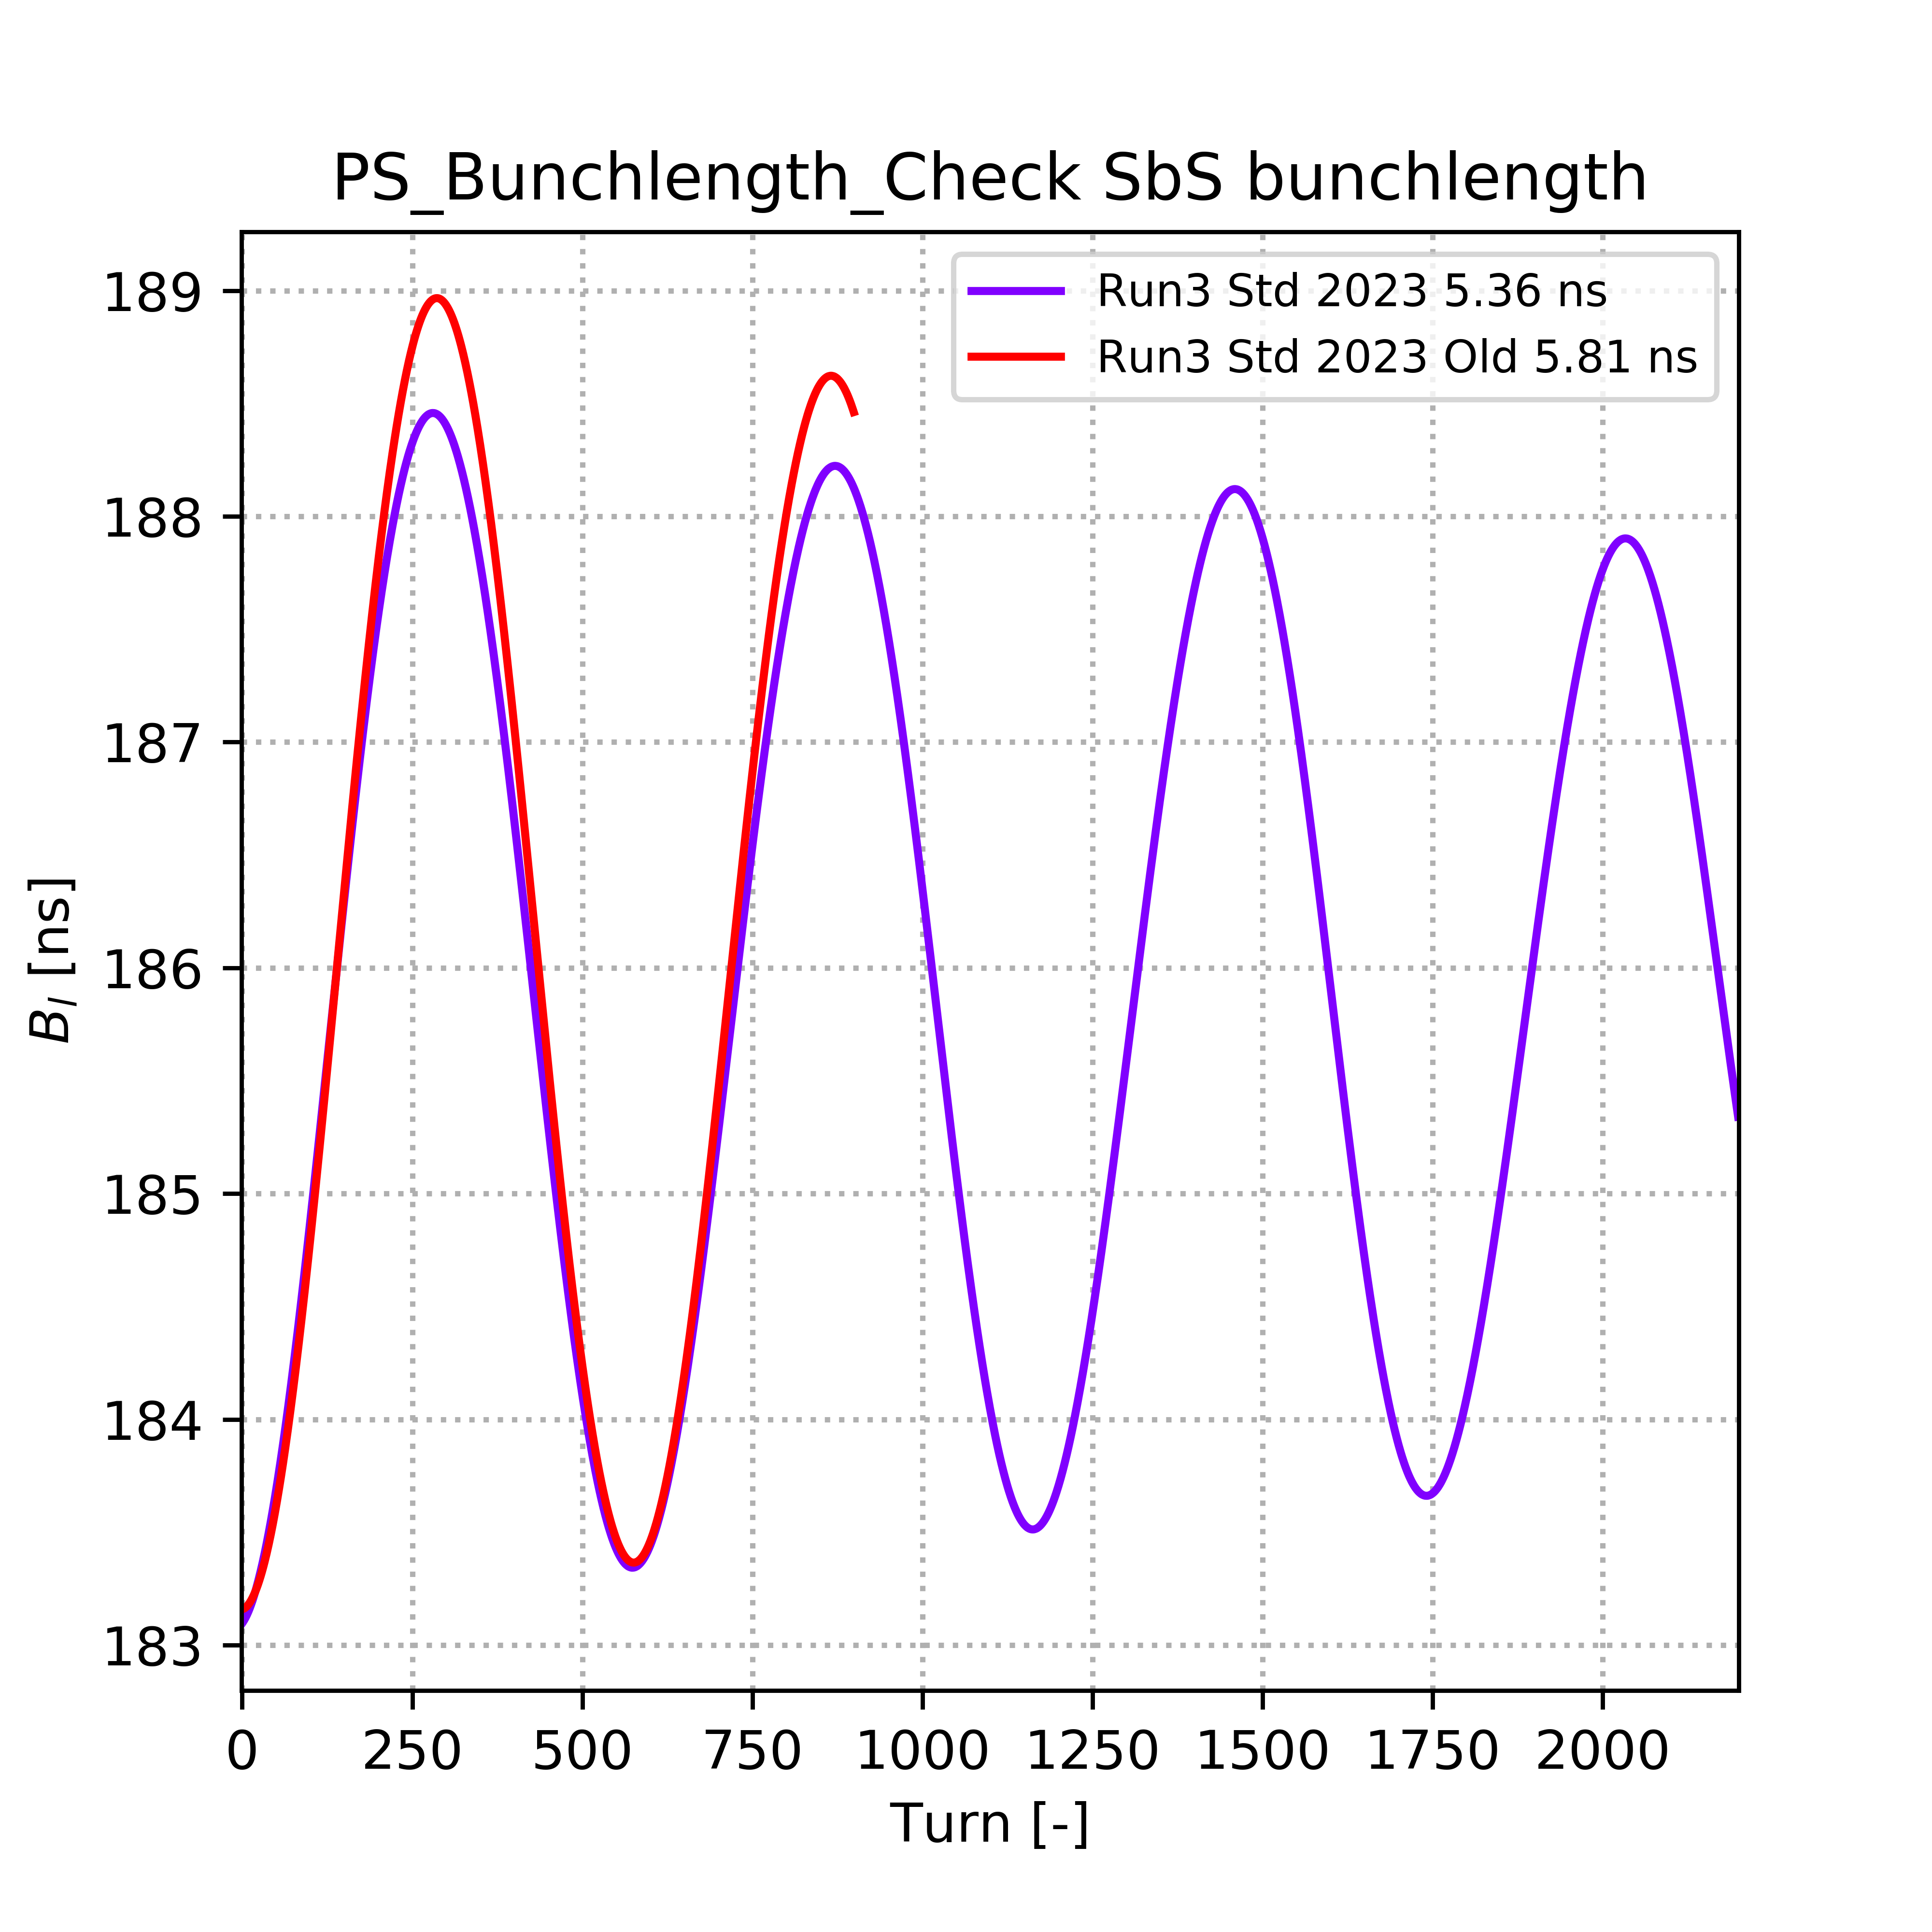 PS_Bunchlength_Check SbS bunchlength
Run3 Std 2023 5.36 ns
Run3 Std 2023 Old 5.81 ns
B_l [ns]
189
188
187
186
185
184
183
0 250 500 750 1000 1250 1500 1750 2000
Turn [-]